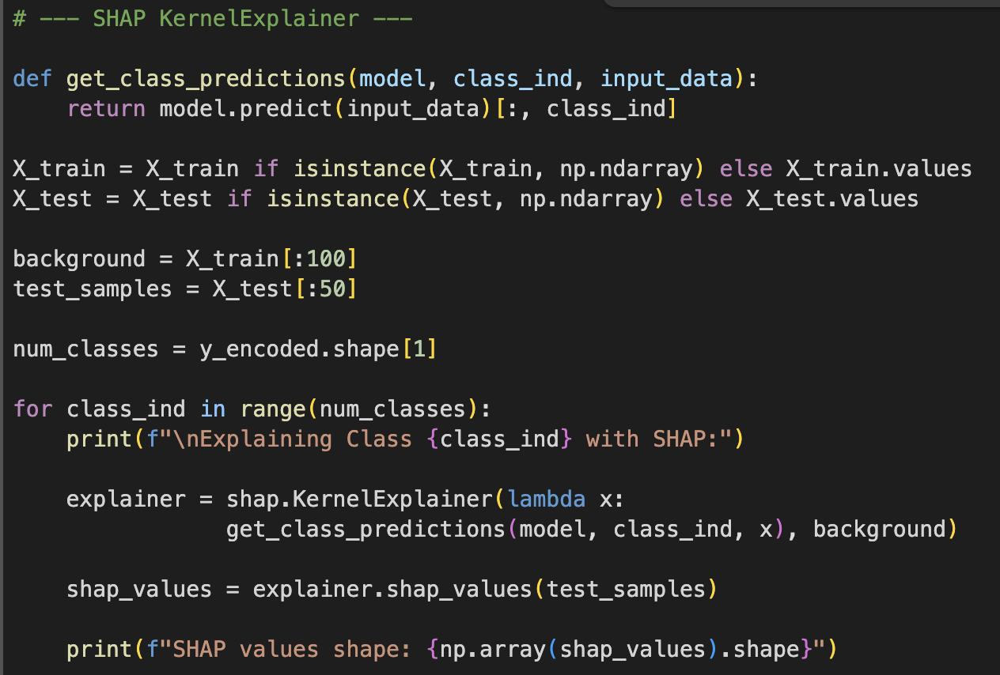 # --- SHAP KernelExplainer ---
def get_class_predictions(model, class_ind, input_data):
    return model.predict(input_data)[:, class_ind]
X_train = X_train if isinstance(X_train, np.ndarray) else X_train.values
X_test = X_test if isinstance(X_test, np.ndarray) else X_test.values
background = X_train[:100]
test_samples = X_test[:50]
num_classes = y_encoded.shape[1]
for class_ind in range(num_classes):
    print(f"\nExplaining Class {class_ind} with SHAP:")
    explainer = shap.KernelExplainer(lambda x:
                get_class_predictions(model, class_ind, x), background)
    shap_values = explainer.shap_values(test_samples)
    print(f"SHAP values shape: {np.array(shap_values).shape}")